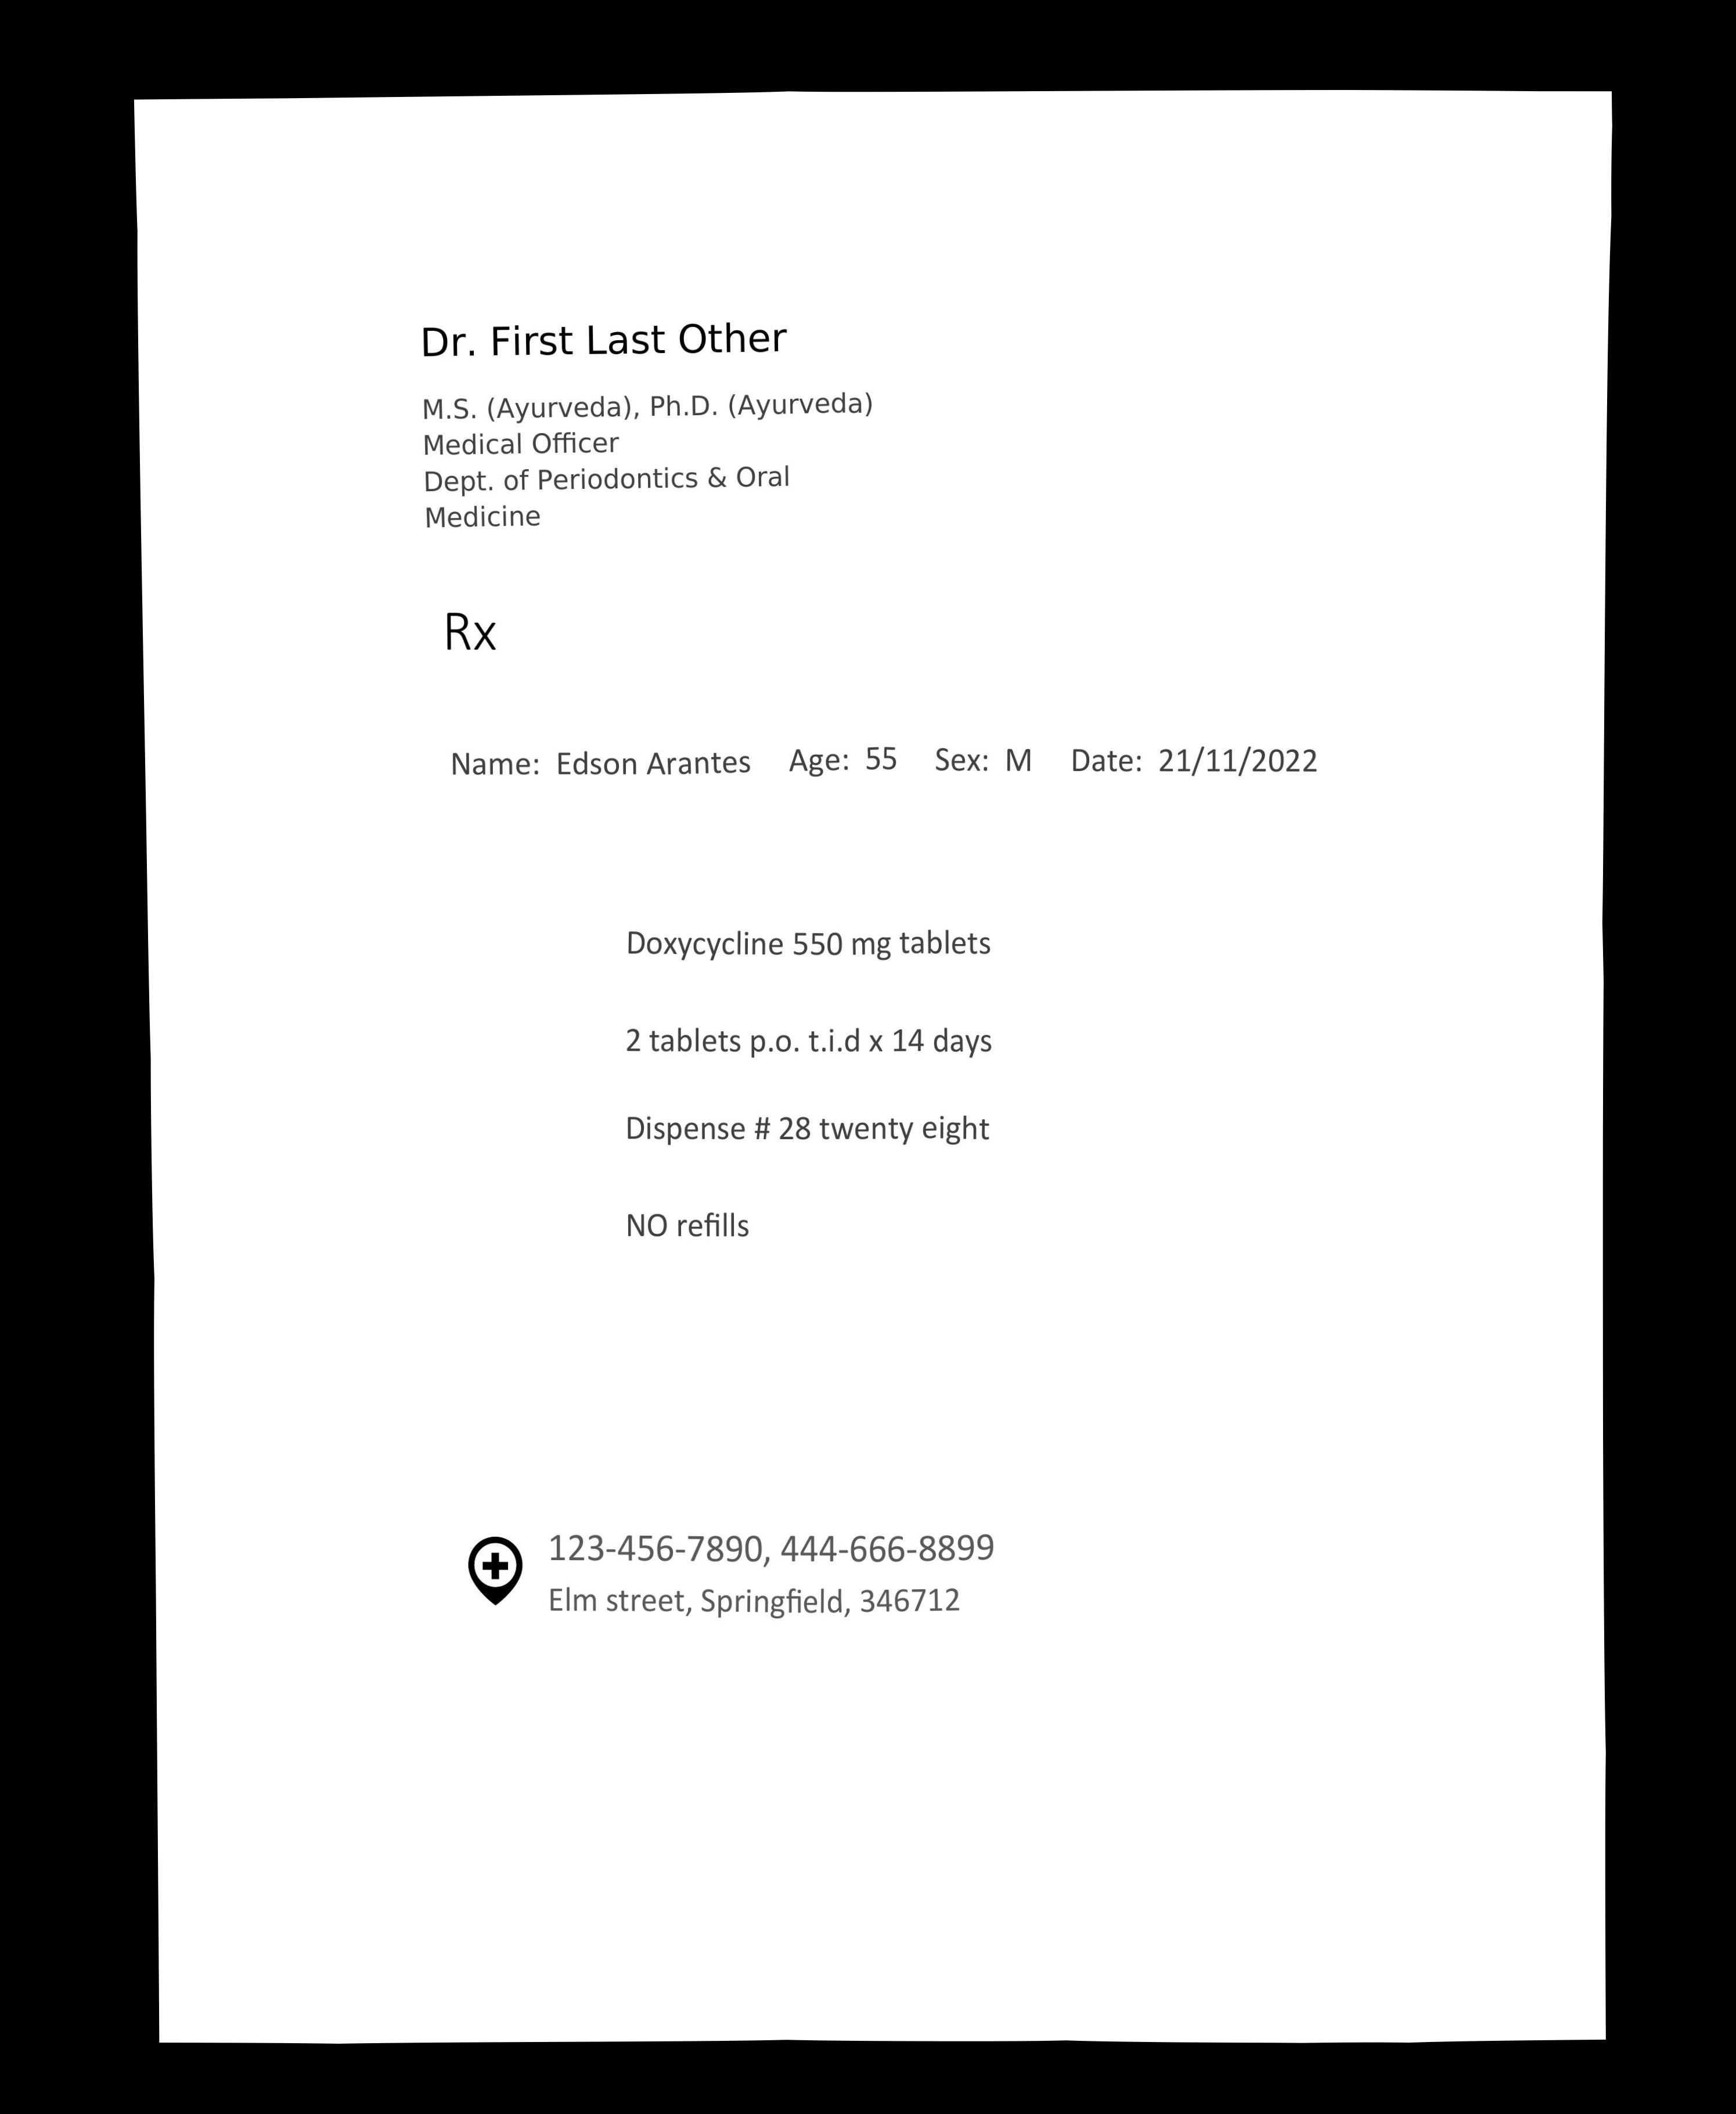 Dr. First Last Other
M.S. (Ayurveda), Ph.D. (Ayurveda)
Medical Officer
Dept. of Periodontics & Oral
Medicine
Rx
Name: Edson Arantes Age: 55 Sex: M Date: 21/11/2022
Doxycycline 550 mg tablets
2 tablets p.o. t.i.d x 14 days
Dispense # 28 twenty eight
NO refills
123-456-7890, 444-666-8899
Elm street, Springfield, 346712